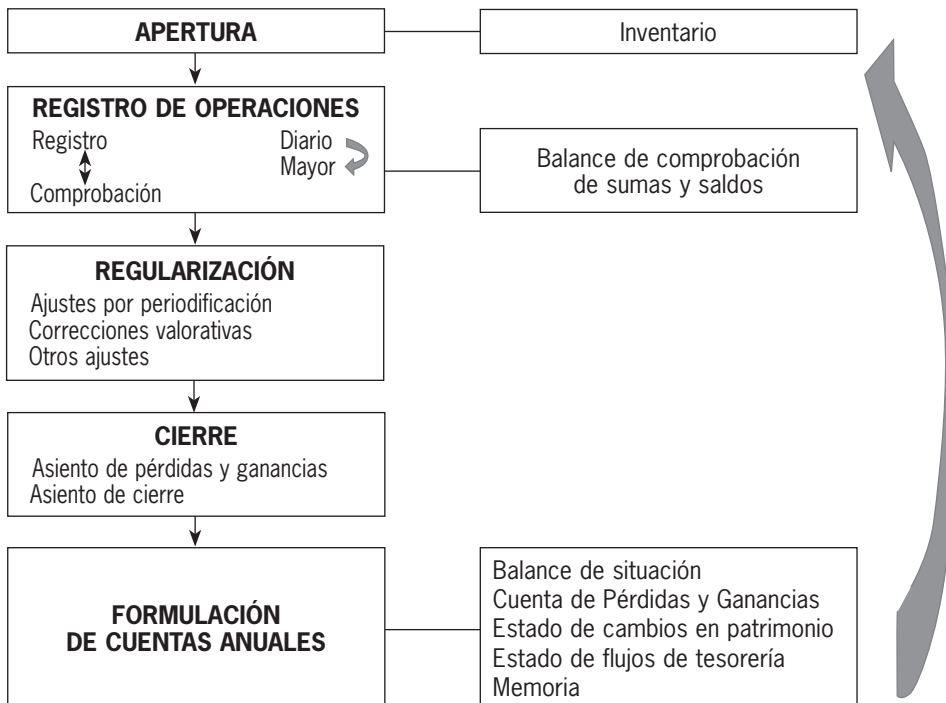 APERTURA
Inventario
REGISTRO DE OPERACIONES
Registro
Diario
Mayor
Comprobación
Balance de comprobación
de sumas y saldos
REGULARIZACIÓN
Ajustes por periodificación
Correcciones valorativas
Otros ajustes
CIERRE
Asiento de pérdidas y ganancias
Asiento de cierre
FORMULACIÓN
DE CUENTAS ANUALES
Balance de situación
Cuenta de Pérdidas y Ganancias
Estado de cambios en patrimonio
Estado de flujos de tesorería
Memoria